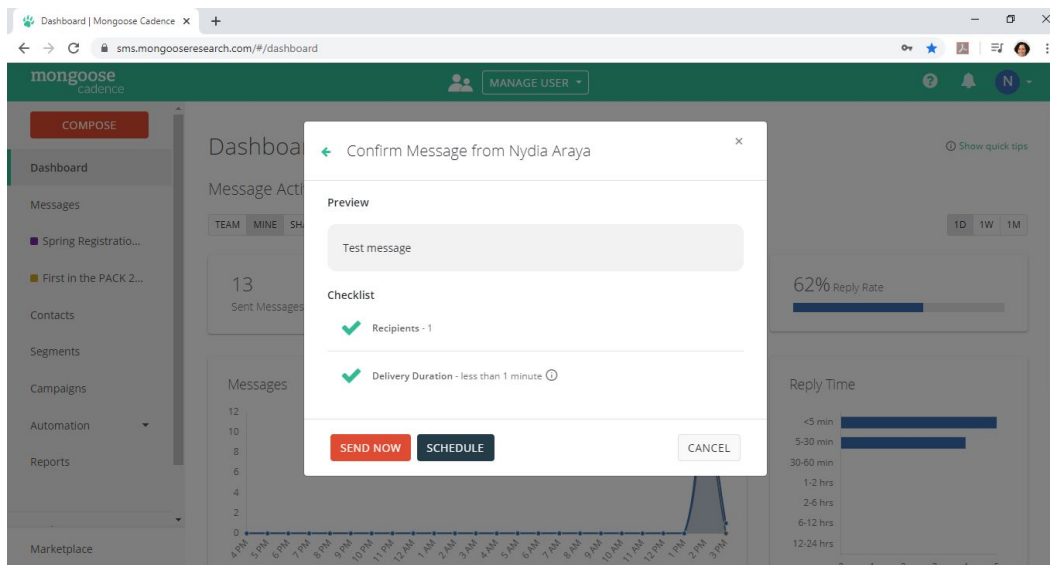 Dashboard | Mongoose Cadence
sms.mongooseresearch.com/#/dashboard
mongoose
cadence
MANAGE USER
N
COMPOSE
Dashboard
Messages
Spring Registratio...
First in the PACK 2...
Contacts
Segments
Campaigns
Automation
Reports
Marketplace
Dashboa
Show quick tips
Message Acti
TEAM MINE SH
1D 1W 1M
13
Sent Messages
62% Reply Rate
Confirm Message from Nydia Araya
Preview
Test message
Checklist
Recipients - 1
Delivery Duration - less than 1 minute
SEND NOW
SCHEDULE
CANCEL
Messages
12
10
8
6
4
2
0
4 PM 5 PM 6 PM 7 PM 8 PM 9 PM 10 PM 11 PM 12 AM 1 AM 2 AM 3 AM 4 AM 5 AM 6 AM 7 AM 8 AM 9 AM 10 AM 11 AM 12 PM 1 PM 2 PM 3 PM
Reply Time
<5 min
5-30 min
30-60 min
1-2 hrs
2-6 hrs
6-12 hrs
12-24 hrs